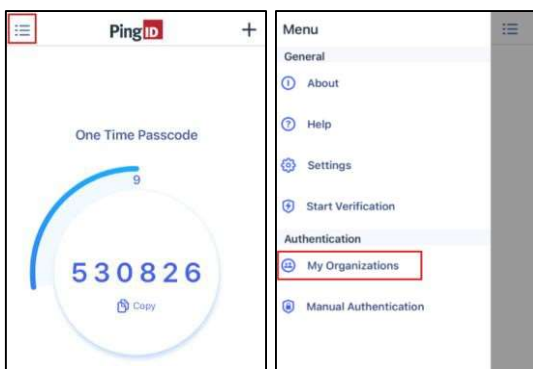 PingID
+
One Time Passcode
9
530826
Copy
Menu
General
About
Help
Settings
Start Verification
Authentication
My Organizations
Manual Authentication